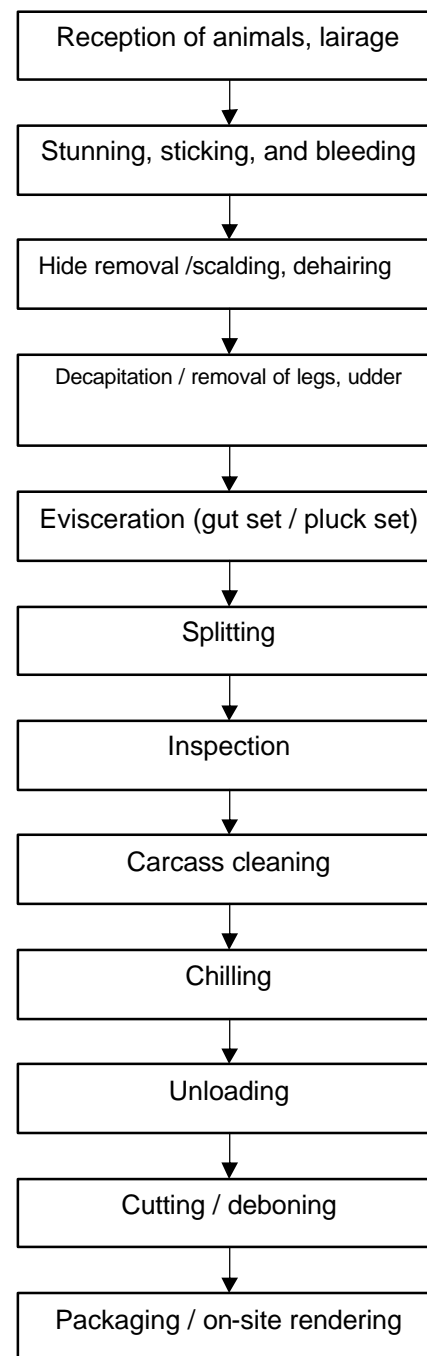 Reception of animals, lairage
Stunning, sticking, and bleeding
Hide removal /scalding, dehairing
Decapitation / removal of legs, udder
Evisceration (gut set / pluck set)
Splitting
Inspection
Carcass cleaning
Chilling
Unloading
Cutting / deboning
Packaging / on-site rendering